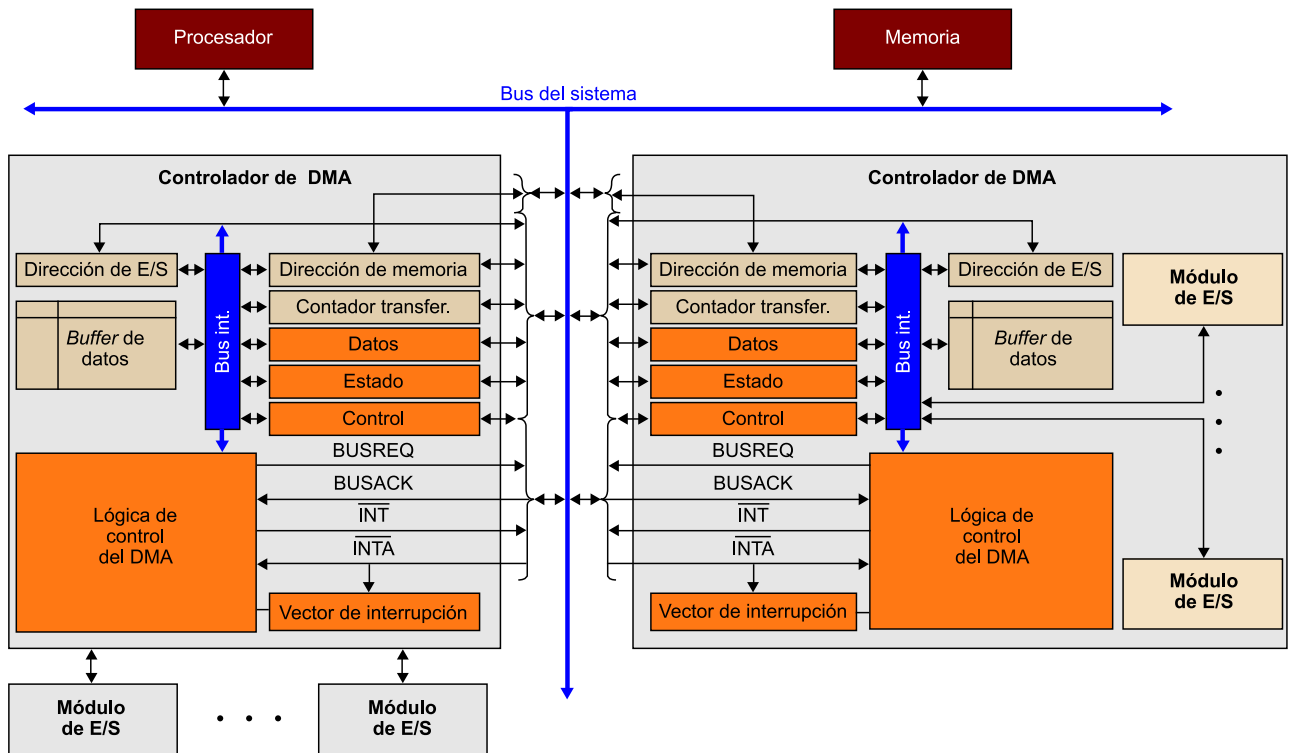 Procesador
Memoria
Bus del sistema
Controlador de DMA
Dirección de E/S
Buffer de
datos
Bus int.
Dirección de memoria
Contador transfer.
Datos
Estado
Control
BUSREQ
BUSACK
INT
INTA
Lógica de
control
del DMA
Vector de interrupción
Módulo
de E/S
Módulo
de E/S
Controlador de DMA
Dirección de memoria
Contador transfer.
Datos
Estado
Control
Bus int.
Dirección de E/S
Buffer de
datos
BUSREQ
BUSACK
INT
INTA
Lógica de
control
del DMA
Vector de interrupción
Módulo
de E/S
Módulo
de E/S